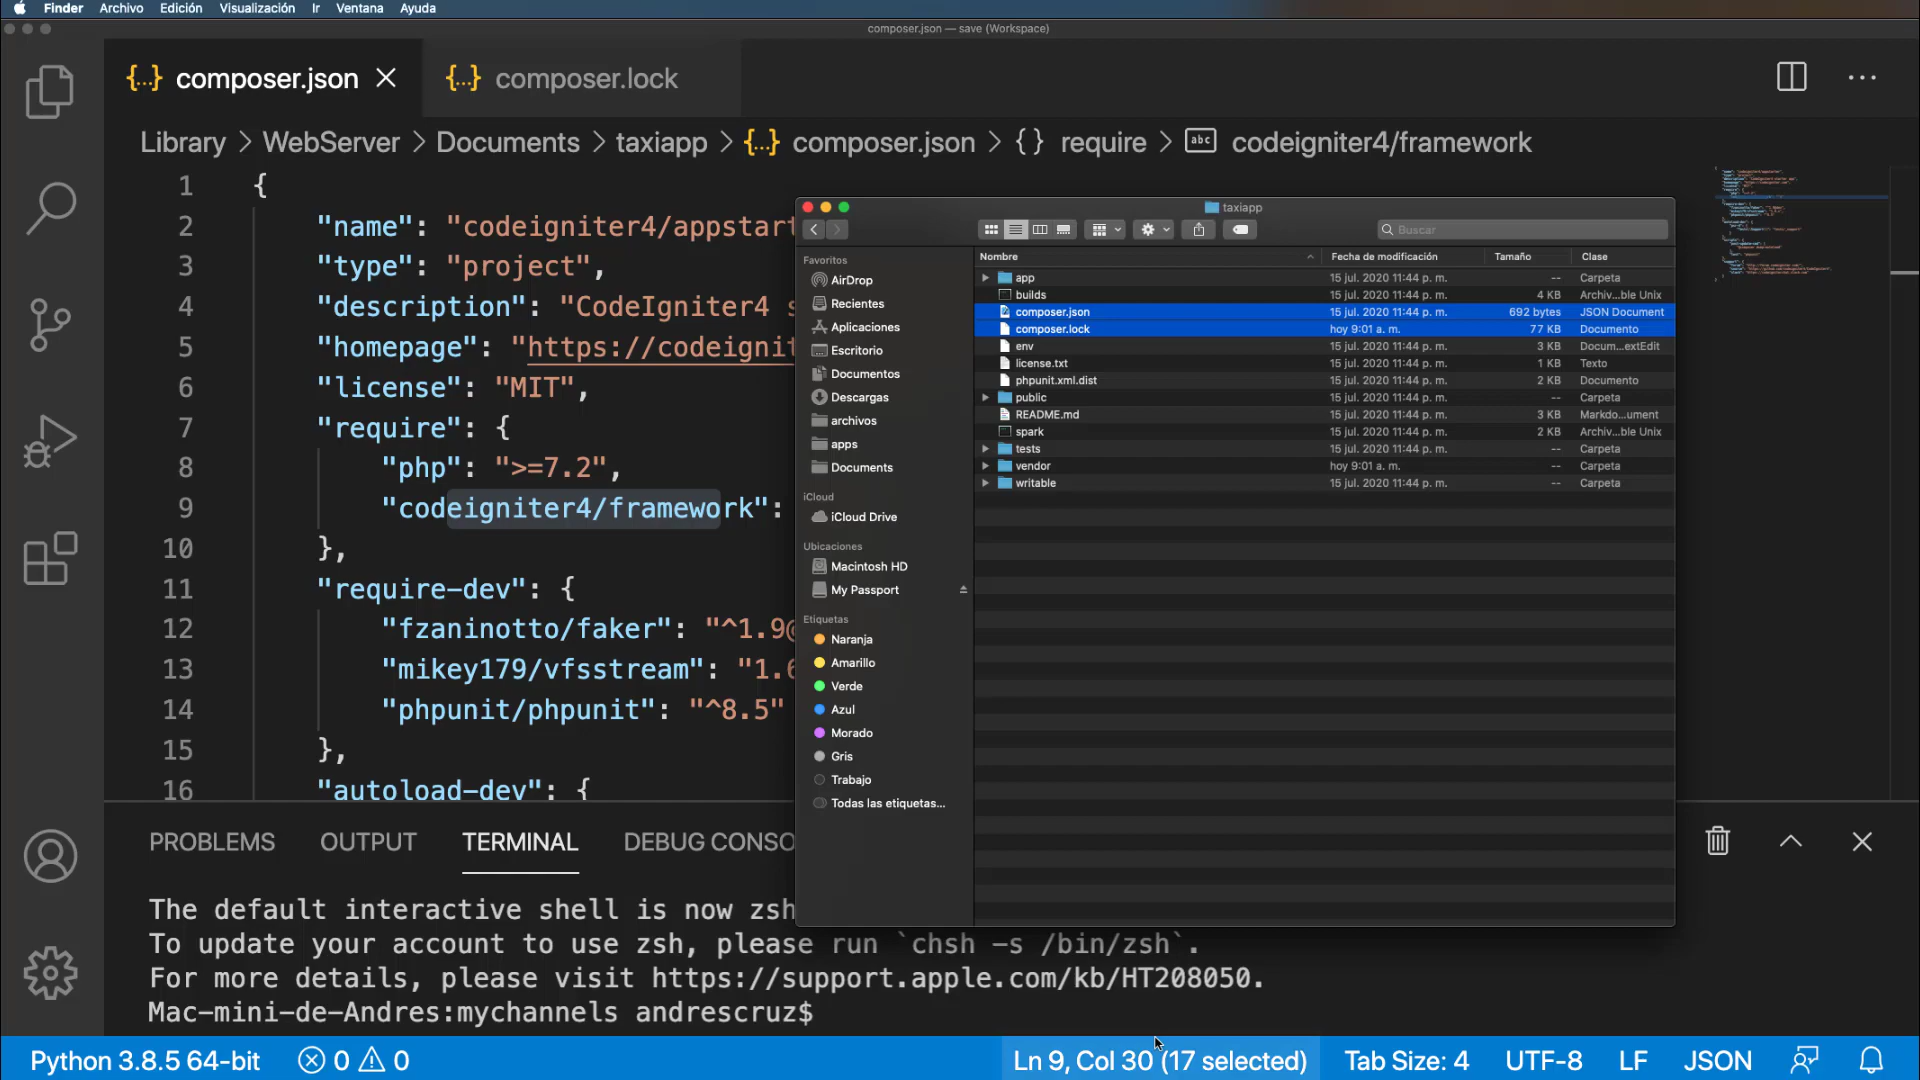 Finder Archivo Edición Visualización Ir Ventana Ayuda
composer.json — save (Workspace)
{..} composer.json {..} composer.lock
Library > WebServer > Documents > taxiapp > {..} composer.json > {} require > abc codeigniter4/framework
1 {
2 "name": "codeigniter4/appstart
3 "type": "project",
4 "description": "CodeIgniter4 s
5 "homepage": "https://codeignit
6 "license": "MIT",
7 "require": {
8 "php": ">=7.2",
9 "codeigniter4/framework":
10 },
11 "require-dev": {
12 "fzaninotto/faker": "^1.9@
13 "mikey179/vfsstream": "1.6
14 "phpunit/phpunit": "^8.5"
15 },
16 "autoload-dev": {
taxiapp
Buscar
Favoritos
AirDrop
Recientes
Aplicaciones
Escritorio
Documentos
Descargas
archivos
apps
Documents
iCloud
iCloud Drive
Ubicaciones
Macintosh HD
My Passport
Etiquetas
Naranja
Amarillo
Verde
Azul
Morado
Gris
Trabajo
Todas las etiquetas...
Nombre Fecha de modificación Tamaño Clase
app 15 jul. 2020 11:44 p. m. -- Carpeta
builds 15 jul. 2020 11:44 p. m. 4 KB Archiv...ble Unix
composer.json 15 jul. 2020 11:44 p. m. 692 bytes JSON Document
composer.lock hoy 9:01 a. m. 77 KB Documento
env 15 jul. 2020 11:44 p. m. 3 KB Docum...extEdit
license.txt 15 jul. 2020 11:44 p. m. 1 KB Texto
phpunit.xml.dist 15 jul. 2020 11:44 p. m. 2 KB Documento
public 15 jul. 2020 11:44 p. m. -- Carpeta
README.md 15 jul. 2020 11:44 p. m. 3 KB Markdo...ument
spark 15 jul. 2020 11:44 p. m. 2 KB Archiv...ble Unix
tests 15 jul. 2020 11:44 p. m. -- Carpeta
vendor hoy 9:01 a. m. -- Carpeta
writable 15 jul. 2020 11:44 p. m. -- Carpeta
PROBLEMS OUTPUT TERMINAL DEBUG CONSO
The default interactive shell is now zsh
To update your account to use zsh, please run `chsh -s /bin/zsh`.
For more details, please visit https://support.apple.com/kb/HT208050.
Mac-mini-de-Andres:mychannels andrescruz$
Python 3.8.5 64-bit 0 0 Ln 9, Col 30 (17 selected) Tab Size: 4 UTF-8 LF JSON